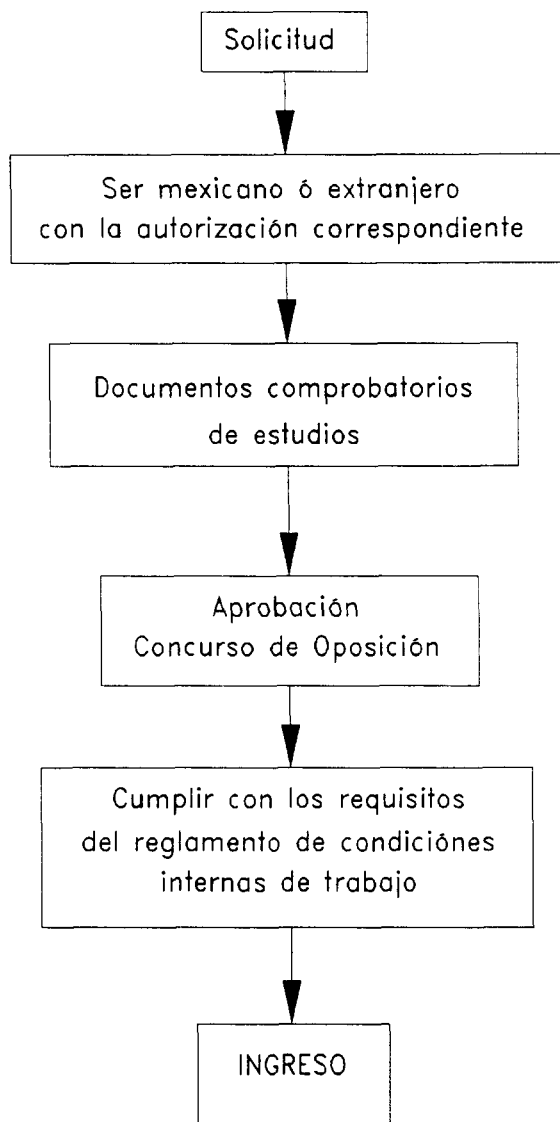 Solicitud
Ser mexicano ó extranjero
con la autorización correspondiente
Documentos comprobatorios
de estudios
Aprobación
Concurso de Oposición
Cumplir con los requisitos
del reglamento de condiciónes
internas de trabajo
INGRESO